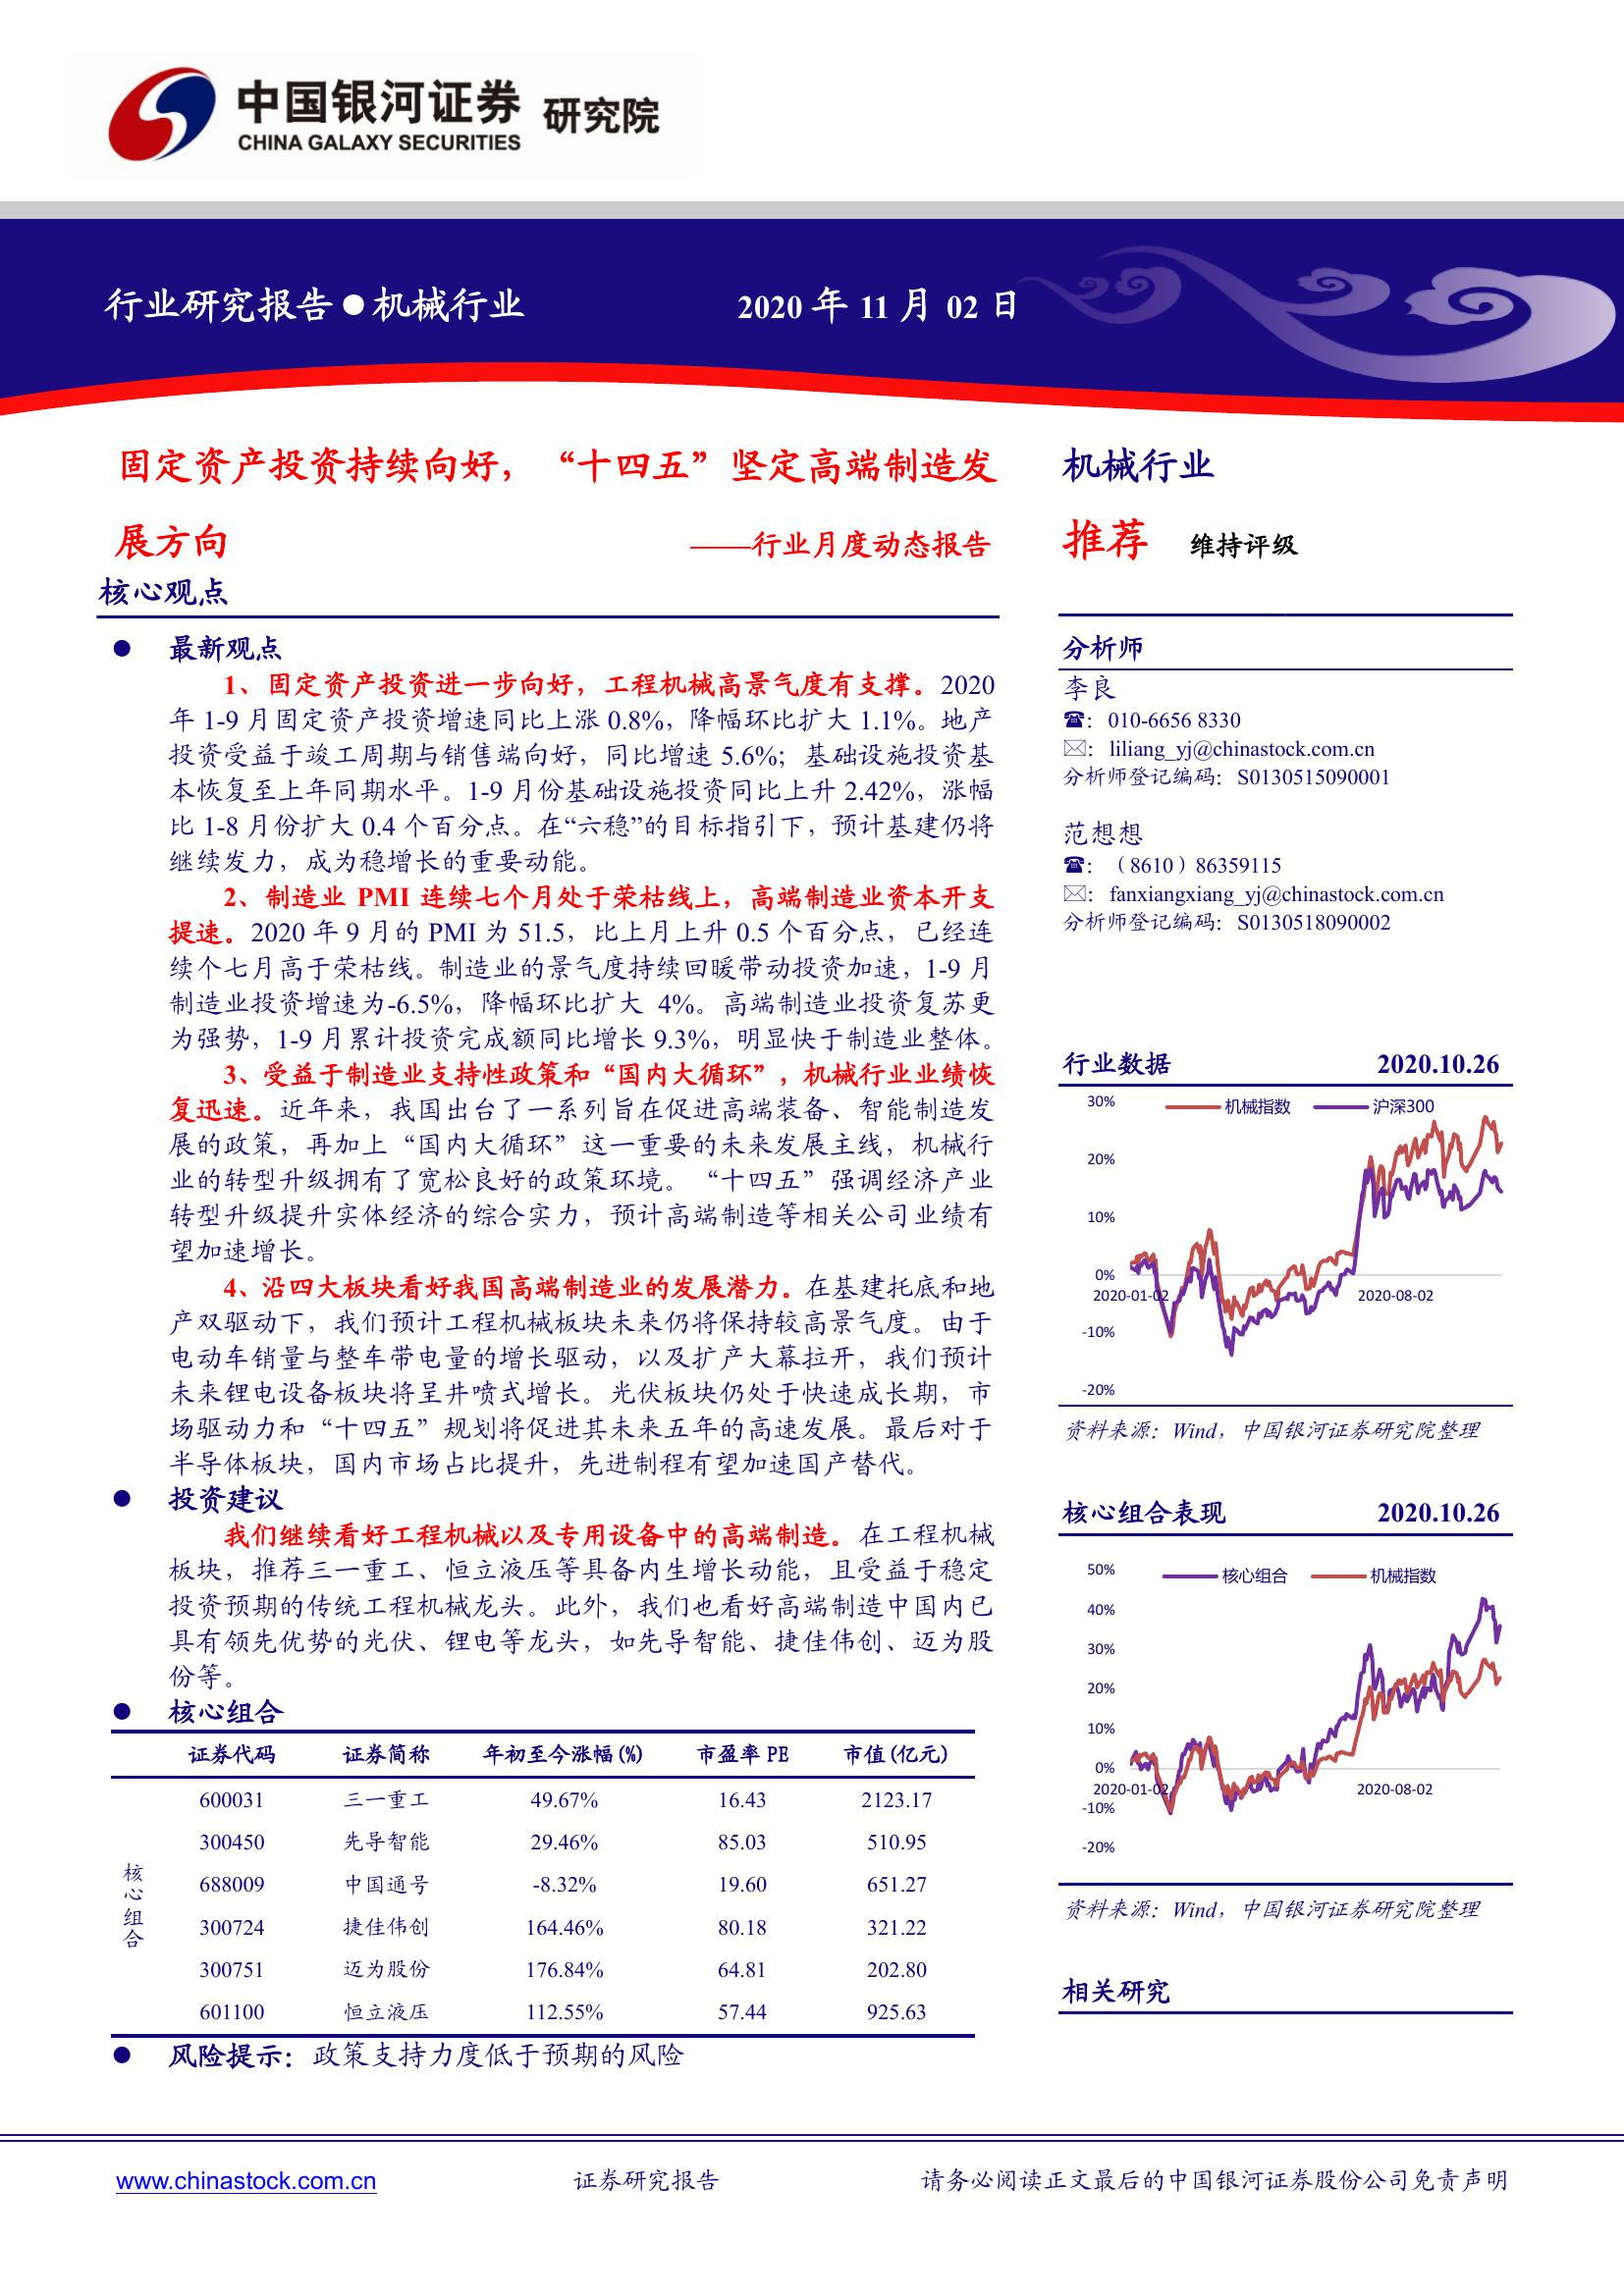 中国银河证券 研究院
CHINA GALAXY SECURITIES
行业研究报告●机械行业 2020 年 11 月 02 日
固定资产投资持续向好，“十四五”坚定高端制造发
展方向 ——行业月度动态报告
核心观点
● 最新观点
1、固定资产投资进一步向好，工程机械高景气度有支撑。2020
年 1-9 月固定资产投资增速同比上涨 0.8%，降幅环比扩大 1.1%。地产
投资受益于竣工周期与销售端向好，同比增速 5.6%；基础设施投资基
本恢复至上年同期水平。1-9 月份基础设施投资同比上升 2.42%，涨幅
比 1-8 月份扩大 0.4 个百分点。在“六稳”的目标指引下，预计基建仍将
继续发力，成为稳增长的重要动能。
2、制造业 PMI 连续七个月处于荣枯线上，高端制造业资本开支
提速。2020 年 9 月的 PMI 为 51.5，比上月上升 0.5 个百分点，已经连
续个七月高于荣枯线。制造业的景气度持续回暖带动投资加速，1-9 月
制造业投资增速为-6.5%，降幅环比扩大 4%。高端制造业投资复苏更
为强势，1-9 月累计投资完成额同比增长 9.3%，明显快于制造业整体。
3、受益于制造业支持性政策和“国内大循环”，机械行业业绩恢
复迅速。近年来，我国出台了一系列旨在促进高端装备、智能制造发
展的政策，再加上“国内大循环”这一重要的未来发展主线，机械行
业的转型升级拥有了宽松良好的政策环境。“十四五”强调经济产业
转型升级提升实体经济的综合实力，预计高端制造等相关公司业绩有
望加速增长。
4、沿四大板块看好我国高端制造业的发展潜力。在基建托底和地
产双驱动下，我们预计工程机械板块未来仍将保持较高景气度。由于
电动车销量与整车带电量的增长驱动，以及扩产大幕拉开，我们预计
未来锂电设备板块将呈井喷式增长。光伏板块仍处于快速成长期，市
场驱动力和“十四五”规划将促进其未来五年的高速发展。最后对于
半导体板块，国内市场占比提升，先进制程有望加速国产替代。
● 投资建议
我们继续看好工程机械以及专用设备中的高端制造。在工程机械
板块，推荐三一重工、恒立液压等具备内生增长动能，且受益于稳定
投资预期的传统工程机械龙头。此外，我们也看好高端制造中国内已
具有领先优势的光伏、锂电等龙头，如先导智能、捷佳伟创、迈为股
份等。
● 核心组合
证券代码 证券简称 年初至今涨幅(%) 市盈率 PE 市值(亿元)
核心组合
600031 三一重工 49.67% 16.43 2123.17
300450 先导智能 29.46% 85.03 510.95
688009 中国通号 -8.32% 19.60 651.27
300724 捷佳伟创 164.46% 80.18 321.22
300751 迈为股份 176.84% 64.81 202.80
601100 恒立液压 112.55% 57.44 925.63
● 风险提示：政策支持力度低于预期的风险
机械行业
推荐 维持评级
分析师
李良
☎：010-6656 8330
✉：liliang_yj@chinastock.com.cn
分析师登记编码：S0130515090001
范想想
☎：（8610）86359115
✉：fanxiangxiang_yj@chinastock.com.cn
分析师登记编码：S0130518090002
行业数据 2020.10.26
机械指数 沪深300
30%
20%
10%
0%
2020-01-02 2020-08-02
-10%
-20%
资料来源：Wind，中国银河证券研究院整理
核心组合表现 2020.10.26
核心组合 机械指数
50%
40%
30%
20%
10%
0%
2020-01-02 2020-08-02
-10%
-20%
资料来源：Wind，中国银河证券研究院整理
相关研究
www.chinastock.com.cn 证券研究报告 请务必阅读正文最后的中国银河证券股份公司免责声明